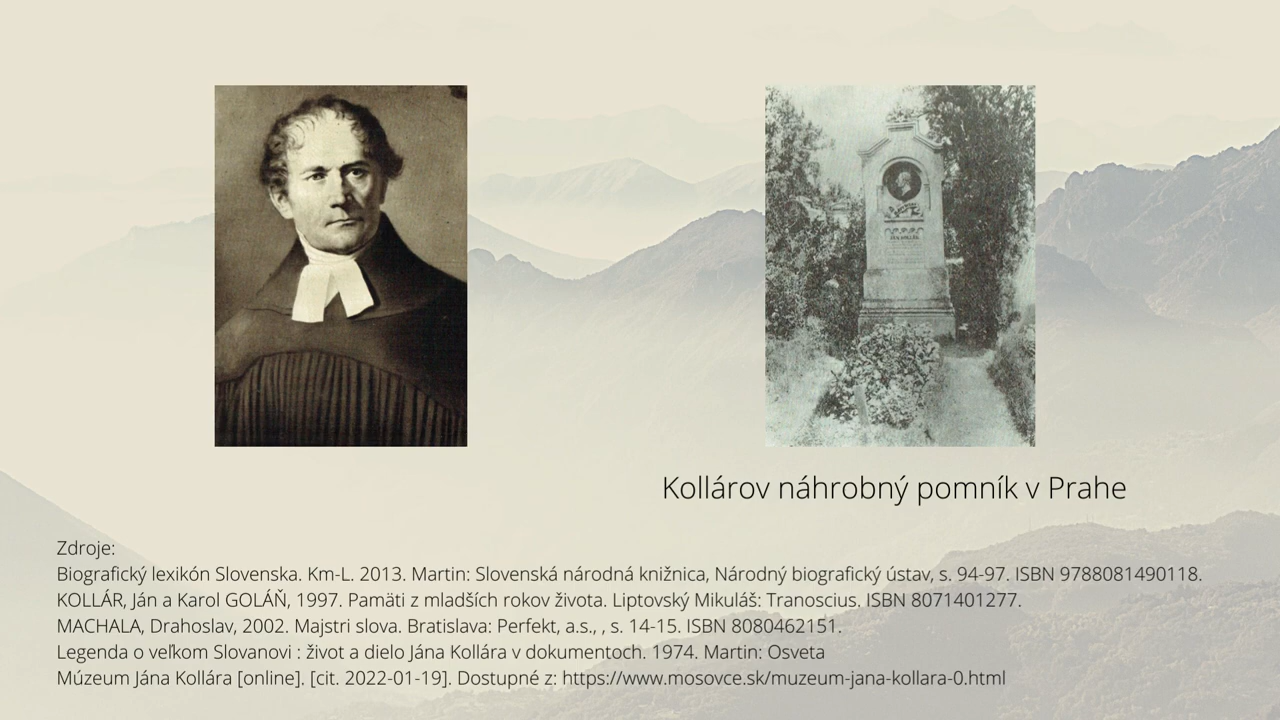 Kollárov náhrobný pomník v Prahe
Zdroje:
Biografický lexikón Slovenska. Km-L. 2013. Martin: Slovenská národná knižnica, Národný biografický ústav, s. 94-97. ISBN 9788081490118.
KOLLÁR, Ján a Karol GOLÁŇ, 1997. Pamäti z mladších rokov života. Liptovský Mikuláš: Tranoscius. ISBN 8071401277.
MACHALA, Drahoslav, 2002. Majstri slova. Bratislava: Perfekt, a.s., , s. 14-15. ISBN 8080462151.
Legenda o veľkom Slovanovi : život a dielo Jána Kollára v dokumentoch. 1974. Martin: Osveta
Múzeum Jána Kollára [online]. [cit. 2022-01-19]. Dostupné z: https://www.mosovce.sk/muzeum-jana-kollara-0.html